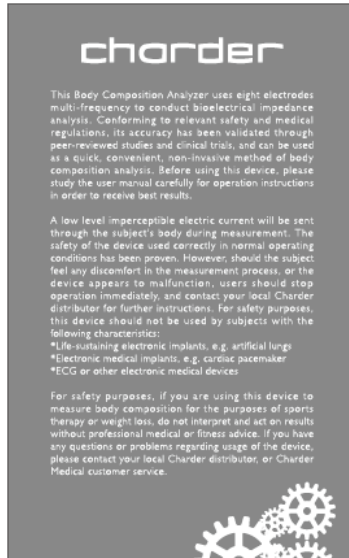 charder
This Body Composition Analyzer uses eight electrodes
multi-frequency to conduct bioelectrical impedance
analysis. Conforming to relevant safety and medical
regulations, its accuracy has been validated through
peer-reviewed studies and clinical trials, and can be used
as a quick, convenient, non-invasive method of body
composition analysis. Before using this device, please
study the user manual carefully for operation instructions
in order to receive best results.
A low level imperceptible electric current will be sent
through the subject's body during measurement. The
safety of the device used correctly in normal operating
conditions has been proven. However, should the subject
feel any discomfort in the measurement process, or the
device appears to malfunction, users should stop
operation immediately, and contact your local Charder
distributor for further instructions. For safety purposes,
this device should not be used by subjects with the
following characteristics:
*Life-sustaining electronic implants, e.g. artificial lungs
*Electronic medical implants, e.g. cardiac pacemaker
*ECG or other electronic medical devices
For safety purposes, if you are using this device to
measure body composition for the purposes of sports
therapy or weight loss, do not interpret and act on results
without professional medical or fitness advice. If you have
any questions or problems regarding usage of the device,
please contact your local Charder distributor, or Charder
Medical customer service.